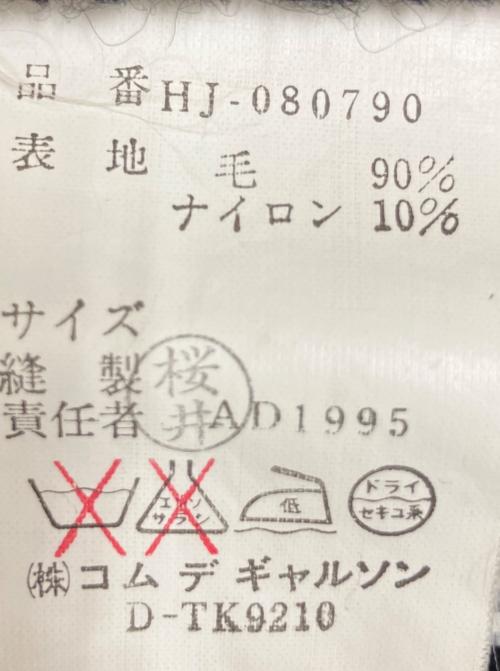 品番 HJ-080790
表地 毛 90%
ナイロン 10%
サイズ
縫製
責任者 桜井 AD1995
エンソ
サラシ
低
ドライ
セキユ系
㈱コム デ ギャルソン
D-TK9210